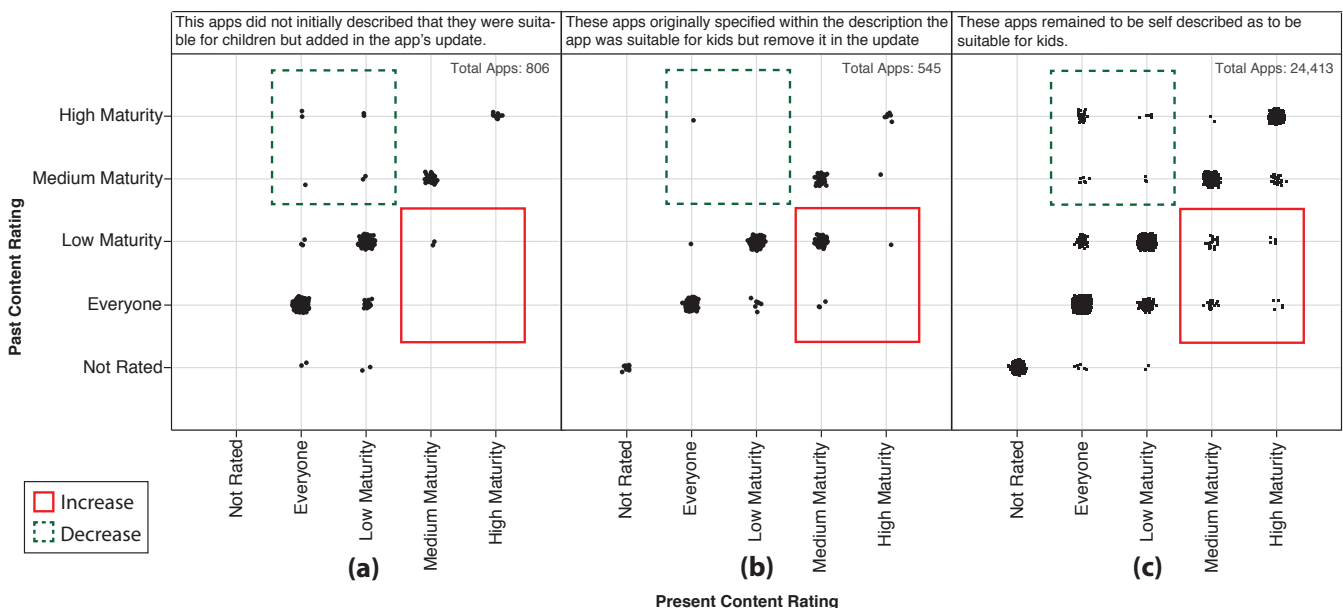 This apps did not initially described that they were suita-
ble for children but added in the app's update.
These apps originally specified within the description the
app was suitable for kids but remove it in the update
These apps remained to be self described as to be
suitable for kids.
Total Apps: 806
Total Apps: 545
Total Apps: 24,413
Past Content Rating
High Maturity
Medium Maturity
Low Maturity
Everyone
Not Rated
Not Rated
Everyone
Low Maturity
Medium Maturity
High Maturity
Not Rated
Everyone
Low Maturity
Medium Maturity
High Maturity
Not Rated
Everyone
Low Maturity
Medium Maturity
High Maturity
Increase
Decrease
(a)
(b)
(c)
Present Content Rating